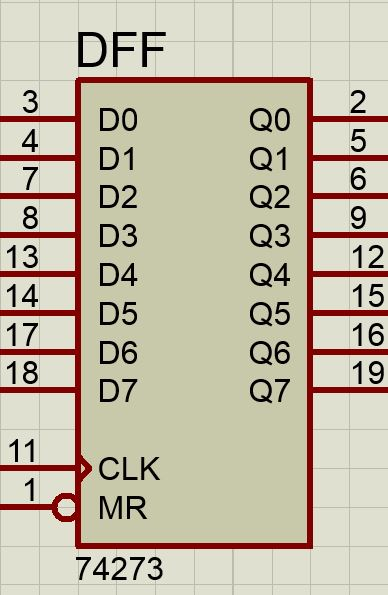 DFF
3 D0 Q0 2
4 D1 Q1 5
7 D2 Q2 6
8 D3 Q3 9
13 D4 Q4 12
14 D5 Q5 15
17 D6 Q6 16
18 D7 Q7 19
11 CLK
1 MR
74273